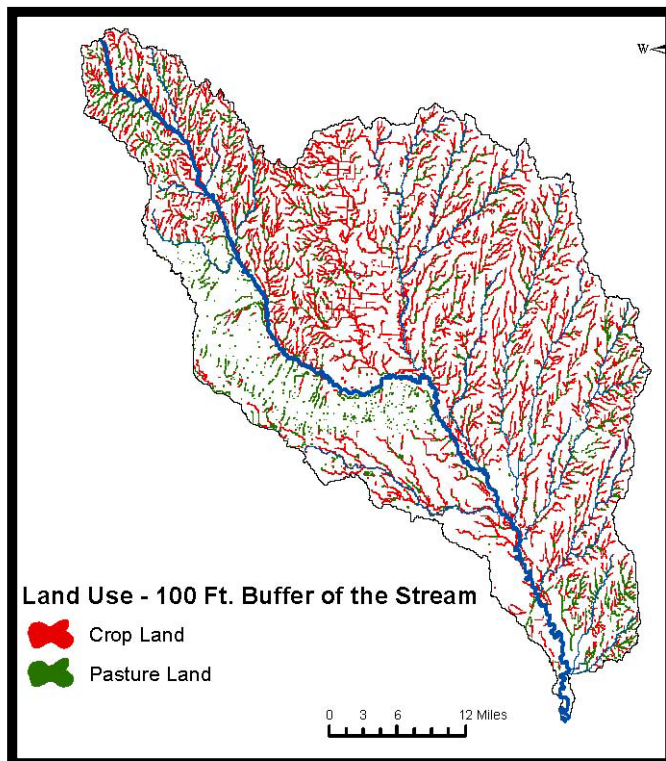 W
Land Use - 100 Ft. Buffer of the Stream
Crop Land
Pasture Land
0 3 6 12 Miles